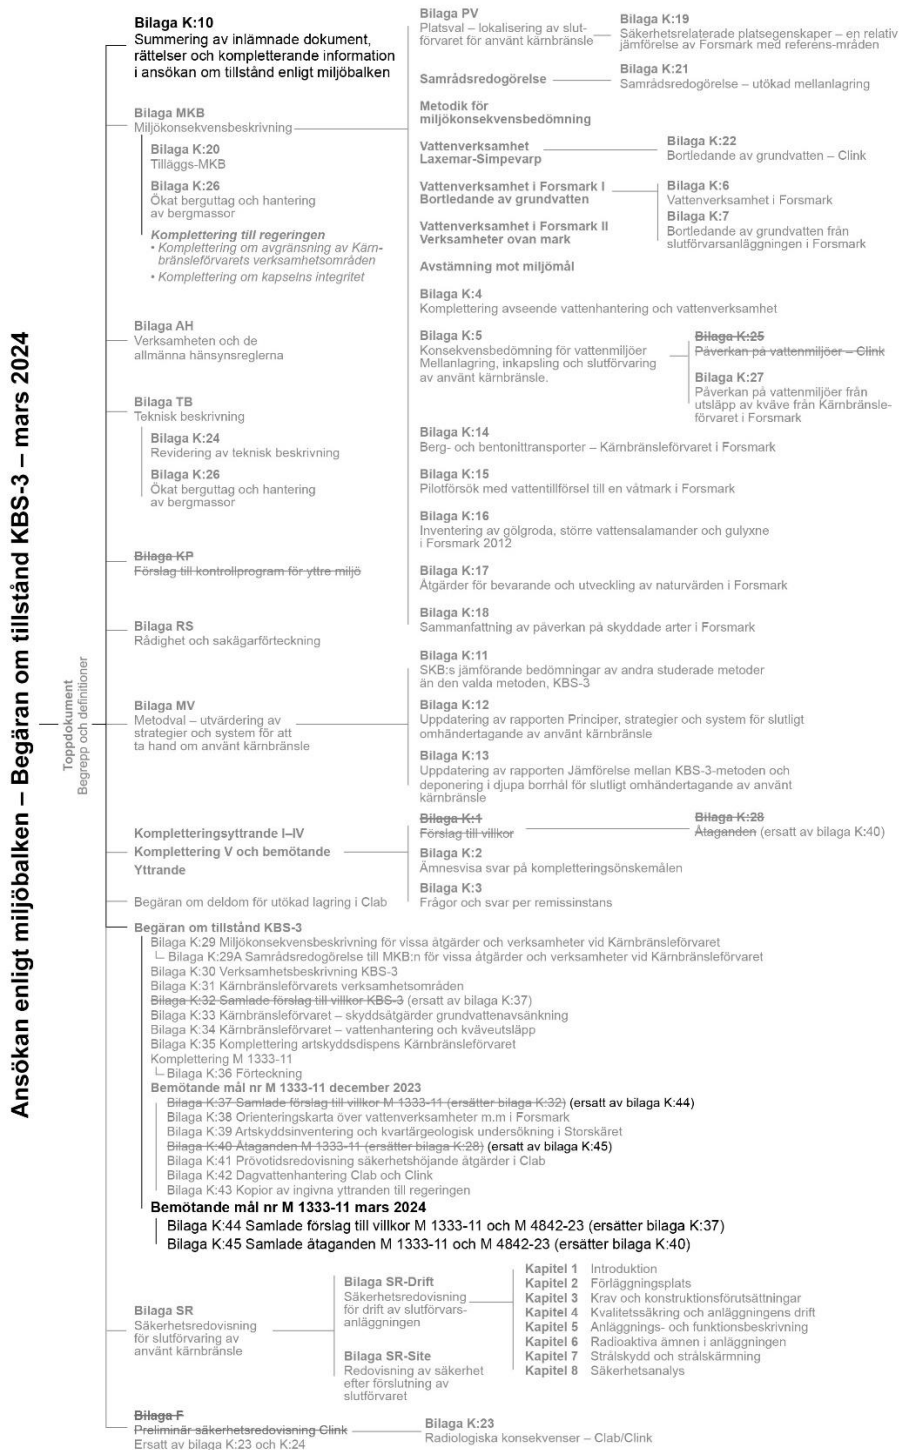 Ansökan enligt miljöbalken – Begäran om tillstånd KBS-3 – mars 2024
Toppdokument
Begrepp och definitioner
Bilaga K:10
Summering av inlämnade dokument,
rättelser och kompletterande information
i ansökan om tillstånd enligt miljöbalken
Bilaga MKB
Miljökonsekvensbeskrivning
Bilaga K:20
Tilläggs-MKB
Bilaga K:26
Ökat berguttag och hantering
av bergmassor
Komplettering till regeringen
• Komplettering om avgränsning av Kärn-
bränsleförvarets verksamhetsområden
• Komplettering om kapselns integritet
Bilaga PV
Platsval – lokalisering av slut-
förvaret för använt kärnbränsle
Bilaga K:19
Säkerhetsrelaterade platsegenskaper – en relativ
jämförelse av Forsmark med referens-mråden
Samrådsredogörelse
Bilaga K:21
Samrådsredogörelse – utökad mellanlagring
Metodik för
miljökonsekvensbedömning
Vattenverksamhet
Laxemar-Simpevarp
Bilaga K:22
Bortledande av grundvatten – Clink
Vattenverksamhet i Forsmark I
Bortledande av grundvatten
Bilaga K:6
Vattenverksamhet i Forsmark
Bilaga K:7
Bortledande av grundvatten från
slutförvarsanläggningen i Forsmark
Vattenverksamhet i Forsmark II
Verksamheter ovan mark
Avstämning mot miljömål
Bilaga K:4
Komplettering avseende vattenhantering och vattenverksamhet
Bilaga K:5
Konsekvensbedömning för vattenmiljöer
Mellanlagring, inkapsling och slutförvaring
av använt kärnbränsle.
Bilaga K:25
Påverkan på vattenmiljöer – Clink
Bilaga K:27
Påverkan på vattenmiljöer från
utsläpp av kväve från Kärnbränsle-
förvaret i Forsmark
Bilaga K:14
Berg- och bentonittransporter – Kärnbränsleförvaret i Forsmark
Bilaga K:15
Pilotförsök med vattentillförsel till en våtmark i Forsmark
Bilaga K:16
Inventering av gölgroda, större vattensalamander och gulyxne
i Forsmark 2012
Bilaga K:17
Åtgärder för bevarande och utveckling av naturvärden i Forsmark
Bilaga K:18
Sammanfattning av påverkan på skyddade arter i Forsmark
Bilaga AH
Verksamheten och de
allmänna hänsynsreglerna
Bilaga TB
Teknisk beskrivning
Bilaga K:24
Revidering av teknisk beskrivning
Bilaga K:26
Ökat berguttag och hantering
av bergmassor
Bilaga KP
Förslag till kontrollprogram för yttre miljö
Bilaga RS
Rådighet och sakägarförteckning
Bilaga MV
Metodval – utvärdering av
strategier och system för att
ta hand om använt kärnbränsle
Bilaga K:11
SKB:s jämförande bedömningar av andra studerade metoder
än den valda metoden, KBS-3
Bilaga K:12
Uppdatering av rapporten Principer, strategier och system för slutligt
omhändertagande av använt kärnbränsle
Bilaga K:13
Uppdatering av rapporten Jämförelse mellan KBS-3-metoden och
deponering i djupa borrhål för slutligt omhändertagande av använt
kärnbränsle
Kompletteringsyttrande I–IV
Komplettering V och bemötande
Yttrande
Bilaga K:1
Förslag till villkor
Bilaga K:28
Åtaganden (ersatt av bilaga K:40)
Bilaga K:2
Ämnesvisa svar på kompletteringsönskemålen
Bilaga K:3
Frågor och svar per remissinstans
Begäran om deldom för utökad lagring i Clab
Begäran om tillstånd KBS-3
Bilaga K:29 Miljökonsekvensbeskrivning för vissa åtgärder och verksamheter vid Kärnbränsleförvaret
Bilaga K:29A Samrådsredogörelse till MKB:n för vissa åtgärder och verksamheter vid Kärnbränsleförvaret
Bilaga K:30 Verksamhetsbeskrivning KBS-3
Bilaga K:31 Kärnbränsleförvarets verksamhetsområden
Bilaga K:32 Samlade förslag till villkor KBS-3 (ersatt av bilaga K:37)
Bilaga K:33 Kärnbränsleförvaret – skyddsåtgärder grundvattenavsänkning
Bilaga K:34 Kärnbränsleförvaret – vattenhantering och kväveutsläpp
Bilaga K:35 Komplettering artskyddsdispens Kärnbränsleförvaret
Komplettering M 1333-11
Bilaga K:36 Förteckning
Bemötande mål nr M 1333-11 december 2023
Bilaga K:37 Samlade förslag till villkor M 1333-11 (ersätter bilaga K:32) (ersatt av bilaga K:44)
Bilaga K:38 Orienteringskarta över vattenverksamheter m.m i Forsmark
Bilaga K:39 Artskyddsinventering och kvartärgeologisk undersökning i Storskäret
Bilaga K:40 Åtaganden M 1333-11 (ersätter bilaga K:28) (ersatt av bilaga K:45)
Bilaga K:41 Prövotidsredovisning säkerhetshöjande åtgärder i Clab
Bilaga K:42 Dagvattenhantering Clab och Clink
Bilaga K:43 Kopior av ingivna yttranden till regeringen
Bemötande mål nr M 1333-11 mars 2024
Bilaga K:44 Samlade förslag till villkor M 1333-11 och M 4842-23 (ersätter bilaga K:37)
Bilaga K:45 Samlade åtaganden M 1333-11 och M 4842-23 (ersätter bilaga K:40)
Bilaga SR
Säkerhetsredovisning
för slutförvaring av
använt kärnbränsle
Bilaga SR-Drift
Säkerhetsredovisning
för drift av slutförvars-
anläggningen
Kapitel 1 Introduktion
Kapitel 2 Förläggningsplats
Kapitel 3 Krav och konstruktionsförutsättningar
Kapitel 4 Kvalitetssäkring och anläggningens drift
Kapitel 5 Anläggnings- och funktionsbeskrivning
Kapitel 6 Radioaktiva ämnen i anläggningen
Kapitel 7 Strålskydd och strålskärmning
Kapitel 8 Säkerhetsanalys
Bilaga SR-Site
Redovisning av säkerhet
efter förslutning av
slutförvaret
Bilaga F
Preliminär säkerhetsredovisning Clink
Ersatt av bilaga K:23 och K:24
Bilaga K:23
Radiologiska konsekvenser – Clab/Clink